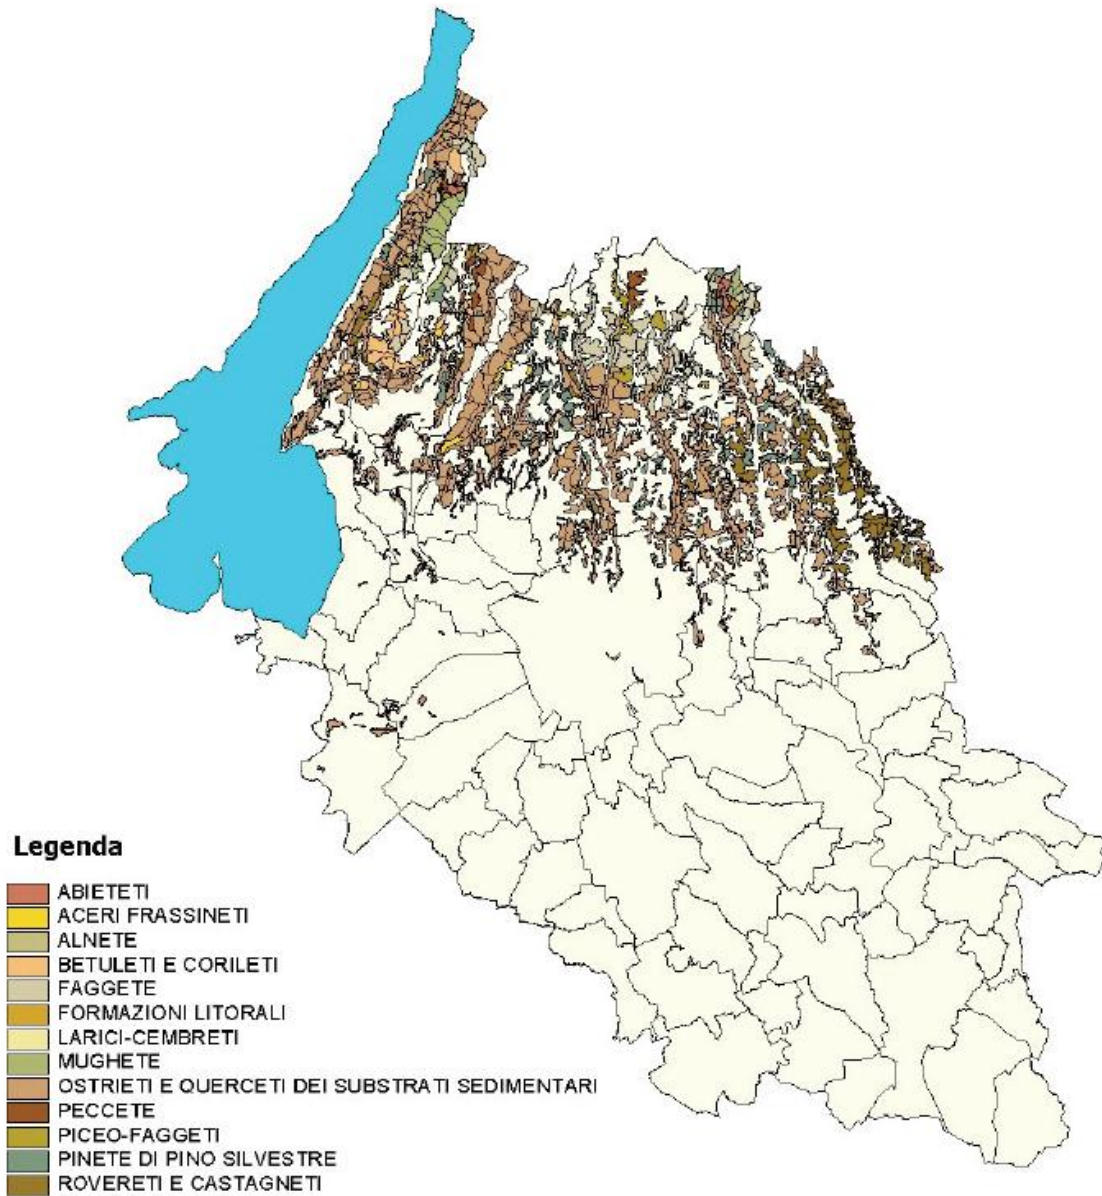 Legenda
ABIETETI
ACERI FRASSINETI
ALNETE
BETULETI E CORILETI
FAGGETE
FORMAZIONI LITORALI
LARICI-CEMBRETI
MUGHETE
OSTRIETI E QUERCETI DEI SUBSTRATI SEDIMENTARI
PECCETE
PICEO-FAGGETI
PINETE DI PINO SILVESTRE
ROVERETI E CASTAGNETI